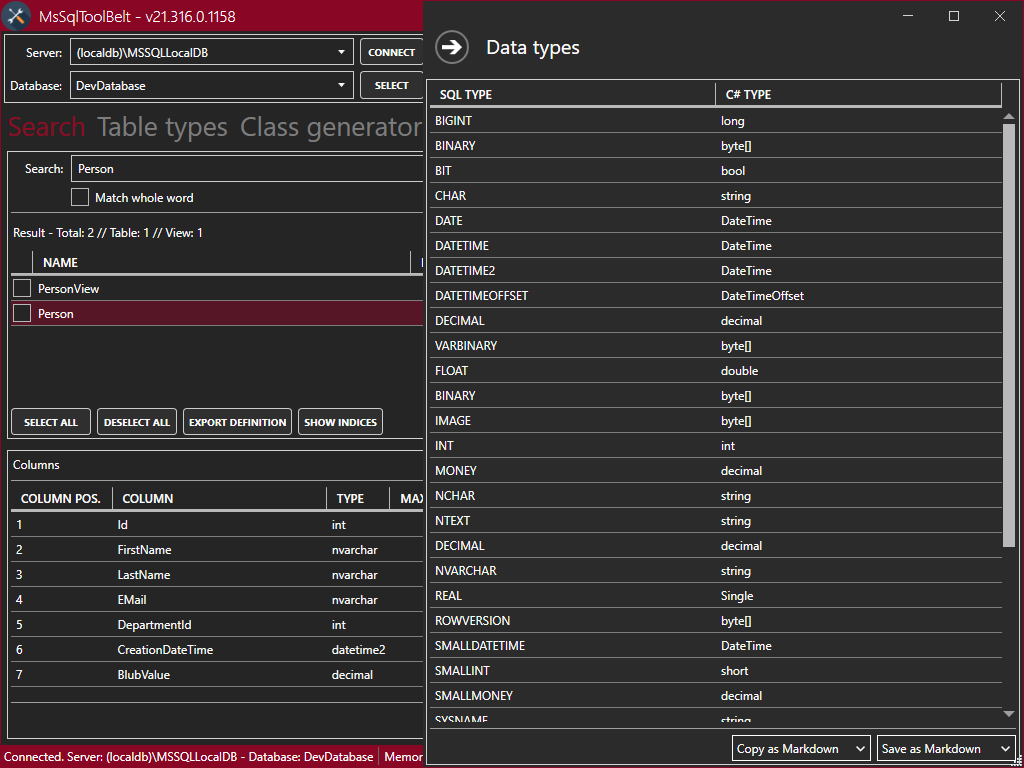 MsSqlToolBelt - v21.316.0.1158
Server: (localdb)\MSSQLLocalDB CONNECT
Database: DevDatabase SELECT
Search Table types Class generator
Search: Person
Match whole word
Result - Total: 2 // Table: 1 // View: 1
NAME
PersonView
Person
SELECT ALL DESELECT ALL EXPORT DEFINITION SHOW INDICES
Columns
COLUMN POS. COLUMN TYPE MAX
1 Id int
2 FirstName nvarchar
3 LastName nvarchar
4 EMail nvarchar
5 DepartmentId int
6 CreationDateTime datetime2
7 BlubValue decimal
Connected. Server: (localdb)\MSSQLLocalDB - Database: DevDatabase Memor
Data types
SQL TYPE C# TYPE
BIGINT long
BINARY byte[]
BIT bool
CHAR string
DATE DateTime
DATETIME DateTime
DATETIME2 DateTime
DATETIMEOFFSET DateTimeOffset
DECIMAL decimal
VARBINARY byte[]
FLOAT double
BINARY byte[]
IMAGE byte[]
INT int
MONEY decimal
NCHAR string
NTEXT string
DECIMAL decimal
NVARCHAR string
REAL Single
ROWVERSION byte[]
SMALLDATETIME DateTime
SMALLINT short
SMALLMONEY decimal
SYSNAME string
Copy as Markdown Save as Markdown